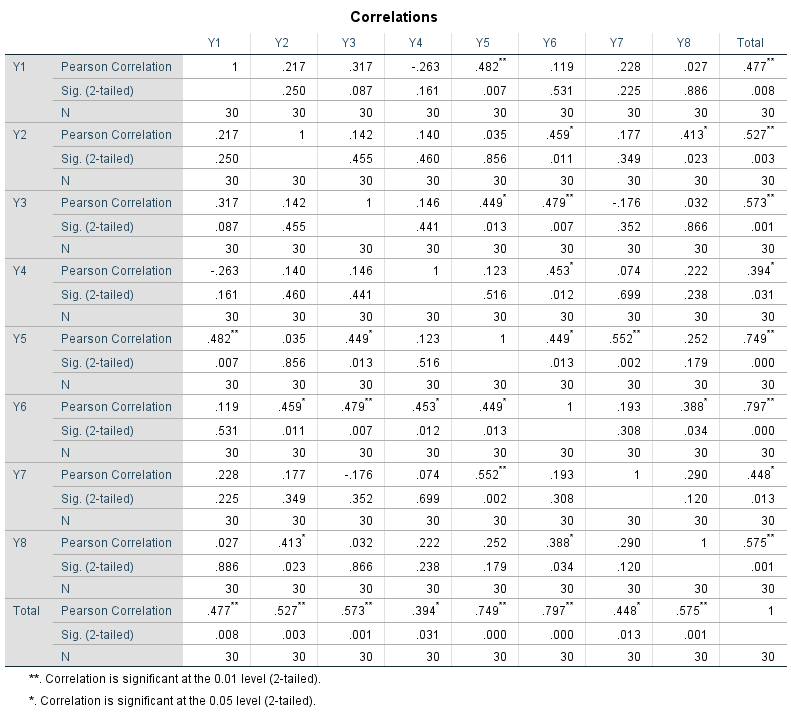 Correlations
Y1 Y2 Y3 Y4 Y5 Y6 Y7 Y8 Total
Y1 Pearson Correlation 1 .217 .317 -.263 .482** .119 .228 .027 .477**
Sig. (2-tailed) .250 .087 .161 .007 .531 .225 .886 .008
N 30 30 30 30 30 30 30 30 30
Y2 Pearson Correlation .217 1 .142 .140 .035 .459* .177 .413* .527**
Sig. (2-tailed) .250 .455 .460 .856 .011 .349 .023 .003
N 30 30 30 30 30 30 30 30 30
Y3 Pearson Correlation .317 .142 1 .146 .449* .479** -.176 .032 .573**
Sig. (2-tailed) .087 .455 .441 .013 .007 .352 .866 .001
N 30 30 30 30 30 30 30 30 30
Y4 Pearson Correlation -.263 .140 .146 1 .123 .453* .074 .222 .394*
Sig. (2-tailed) .161 .460 .441 .516 .012 .699 .238 .031
N 30 30 30 30 30 30 30 30 30
Y5 Pearson Correlation .482** .035 .449* .123 1 .449* .552** .252 .749**
Sig. (2-tailed) .007 .856 .013 .516 .013 .002 .179 .000
N 30 30 30 30 30 30 30 30 30
Y6 Pearson Correlation .119 .459* .479** .453* .449* 1 .193 .388* .797**
Sig. (2-tailed) .531 .011 .007 .012 .013 .308 .034 .000
N 30 30 30 30 30 30 30 30 30
Y7 Pearson Correlation .228 .177 -.176 .074 .552** .193 1 .290 .448*
Sig. (2-tailed) .225 .349 .352 .699 .002 .308 .120 .013
N 30 30 30 30 30 30 30 30 30
Y8 Pearson Correlation .027 .413* .032 .222 .252 .388* .290 1 .575**
Sig. (2-tailed) .886 .023 .866 .238 .179 .034 .120 .001
N 30 30 30 30 30 30 30 30 30
Total Pearson Correlation .477** .527** .573** .394* .749** .797** .448* .575** 1
Sig. (2-tailed) .008 .003 .001 .031 .000 .000 .013 .001
N 30 30 30 30 30 30 30 30 30
**. Correlation is significant at the 0.01 level (2-tailed).
*. Correlation is significant at the 0.05 level (2-tailed).